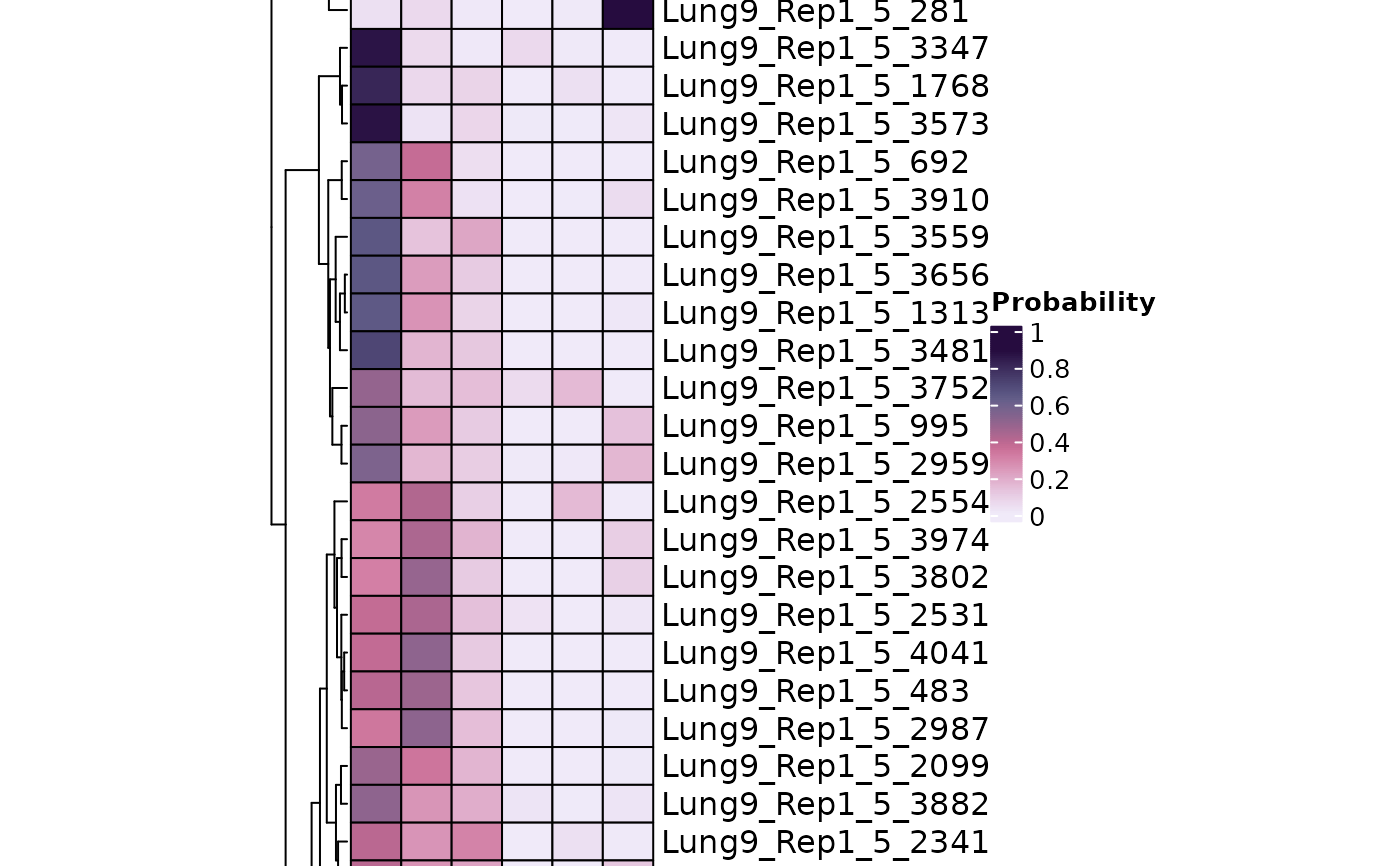 Lung9_Rep1_5_281
Lung9_Rep1_5_3347
Lung9_Rep1_5_1768
Lung9_Rep1_5_3573
Lung9_Rep1_5_692
Lung9_Rep1_5_3910
Lung9_Rep1_5_3559
Lung9_Rep1_5_3656
Lung9_Rep1_5_1313
Lung9_Rep1_5_3481
Lung9_Rep1_5_3752
Lung9_Rep1_5_995
Lung9_Rep1_5_2959
Lung9_Rep1_5_2554
Lung9_Rep1_5_3974
Lung9_Rep1_5_3802
Lung9_Rep1_5_2531
Lung9_Rep1_5_4041
Lung9_Rep1_5_483
Lung9_Rep1_5_2987
Lung9_Rep1_5_2099
Lung9_Rep1_5_3882
Lung9_Rep1_5_2341
Probability
1
0.8
0.6
0.4
0.2
0